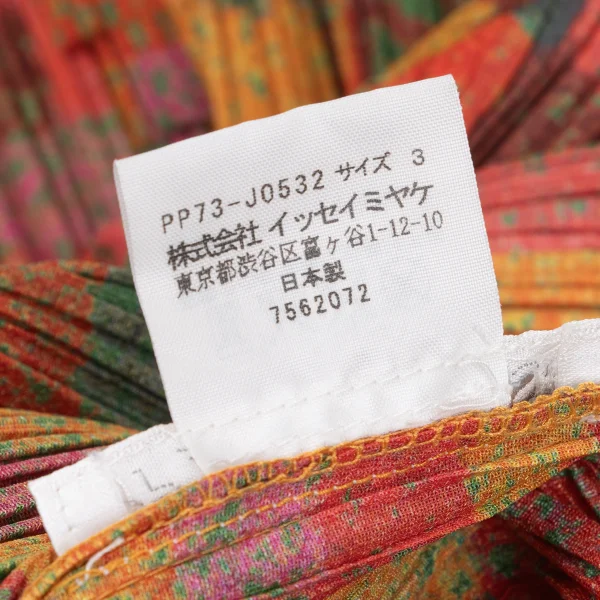 PP73-J0532 サイズ 3
株式会社 イッセイミヤケ
東京都渋谷区富ヶ谷1-12-10
日本製
7562072